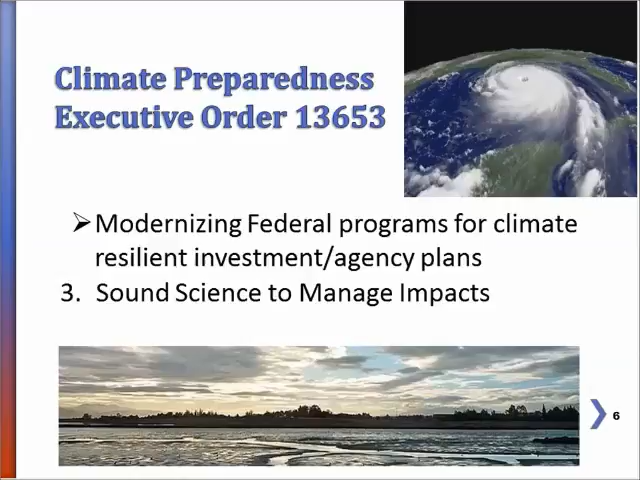 Climate Preparedness
Executive Order 13653
➢Modernizing Federal programs for climate
resilient investment/agency plans
3. Sound Science to Manage Impacts
6